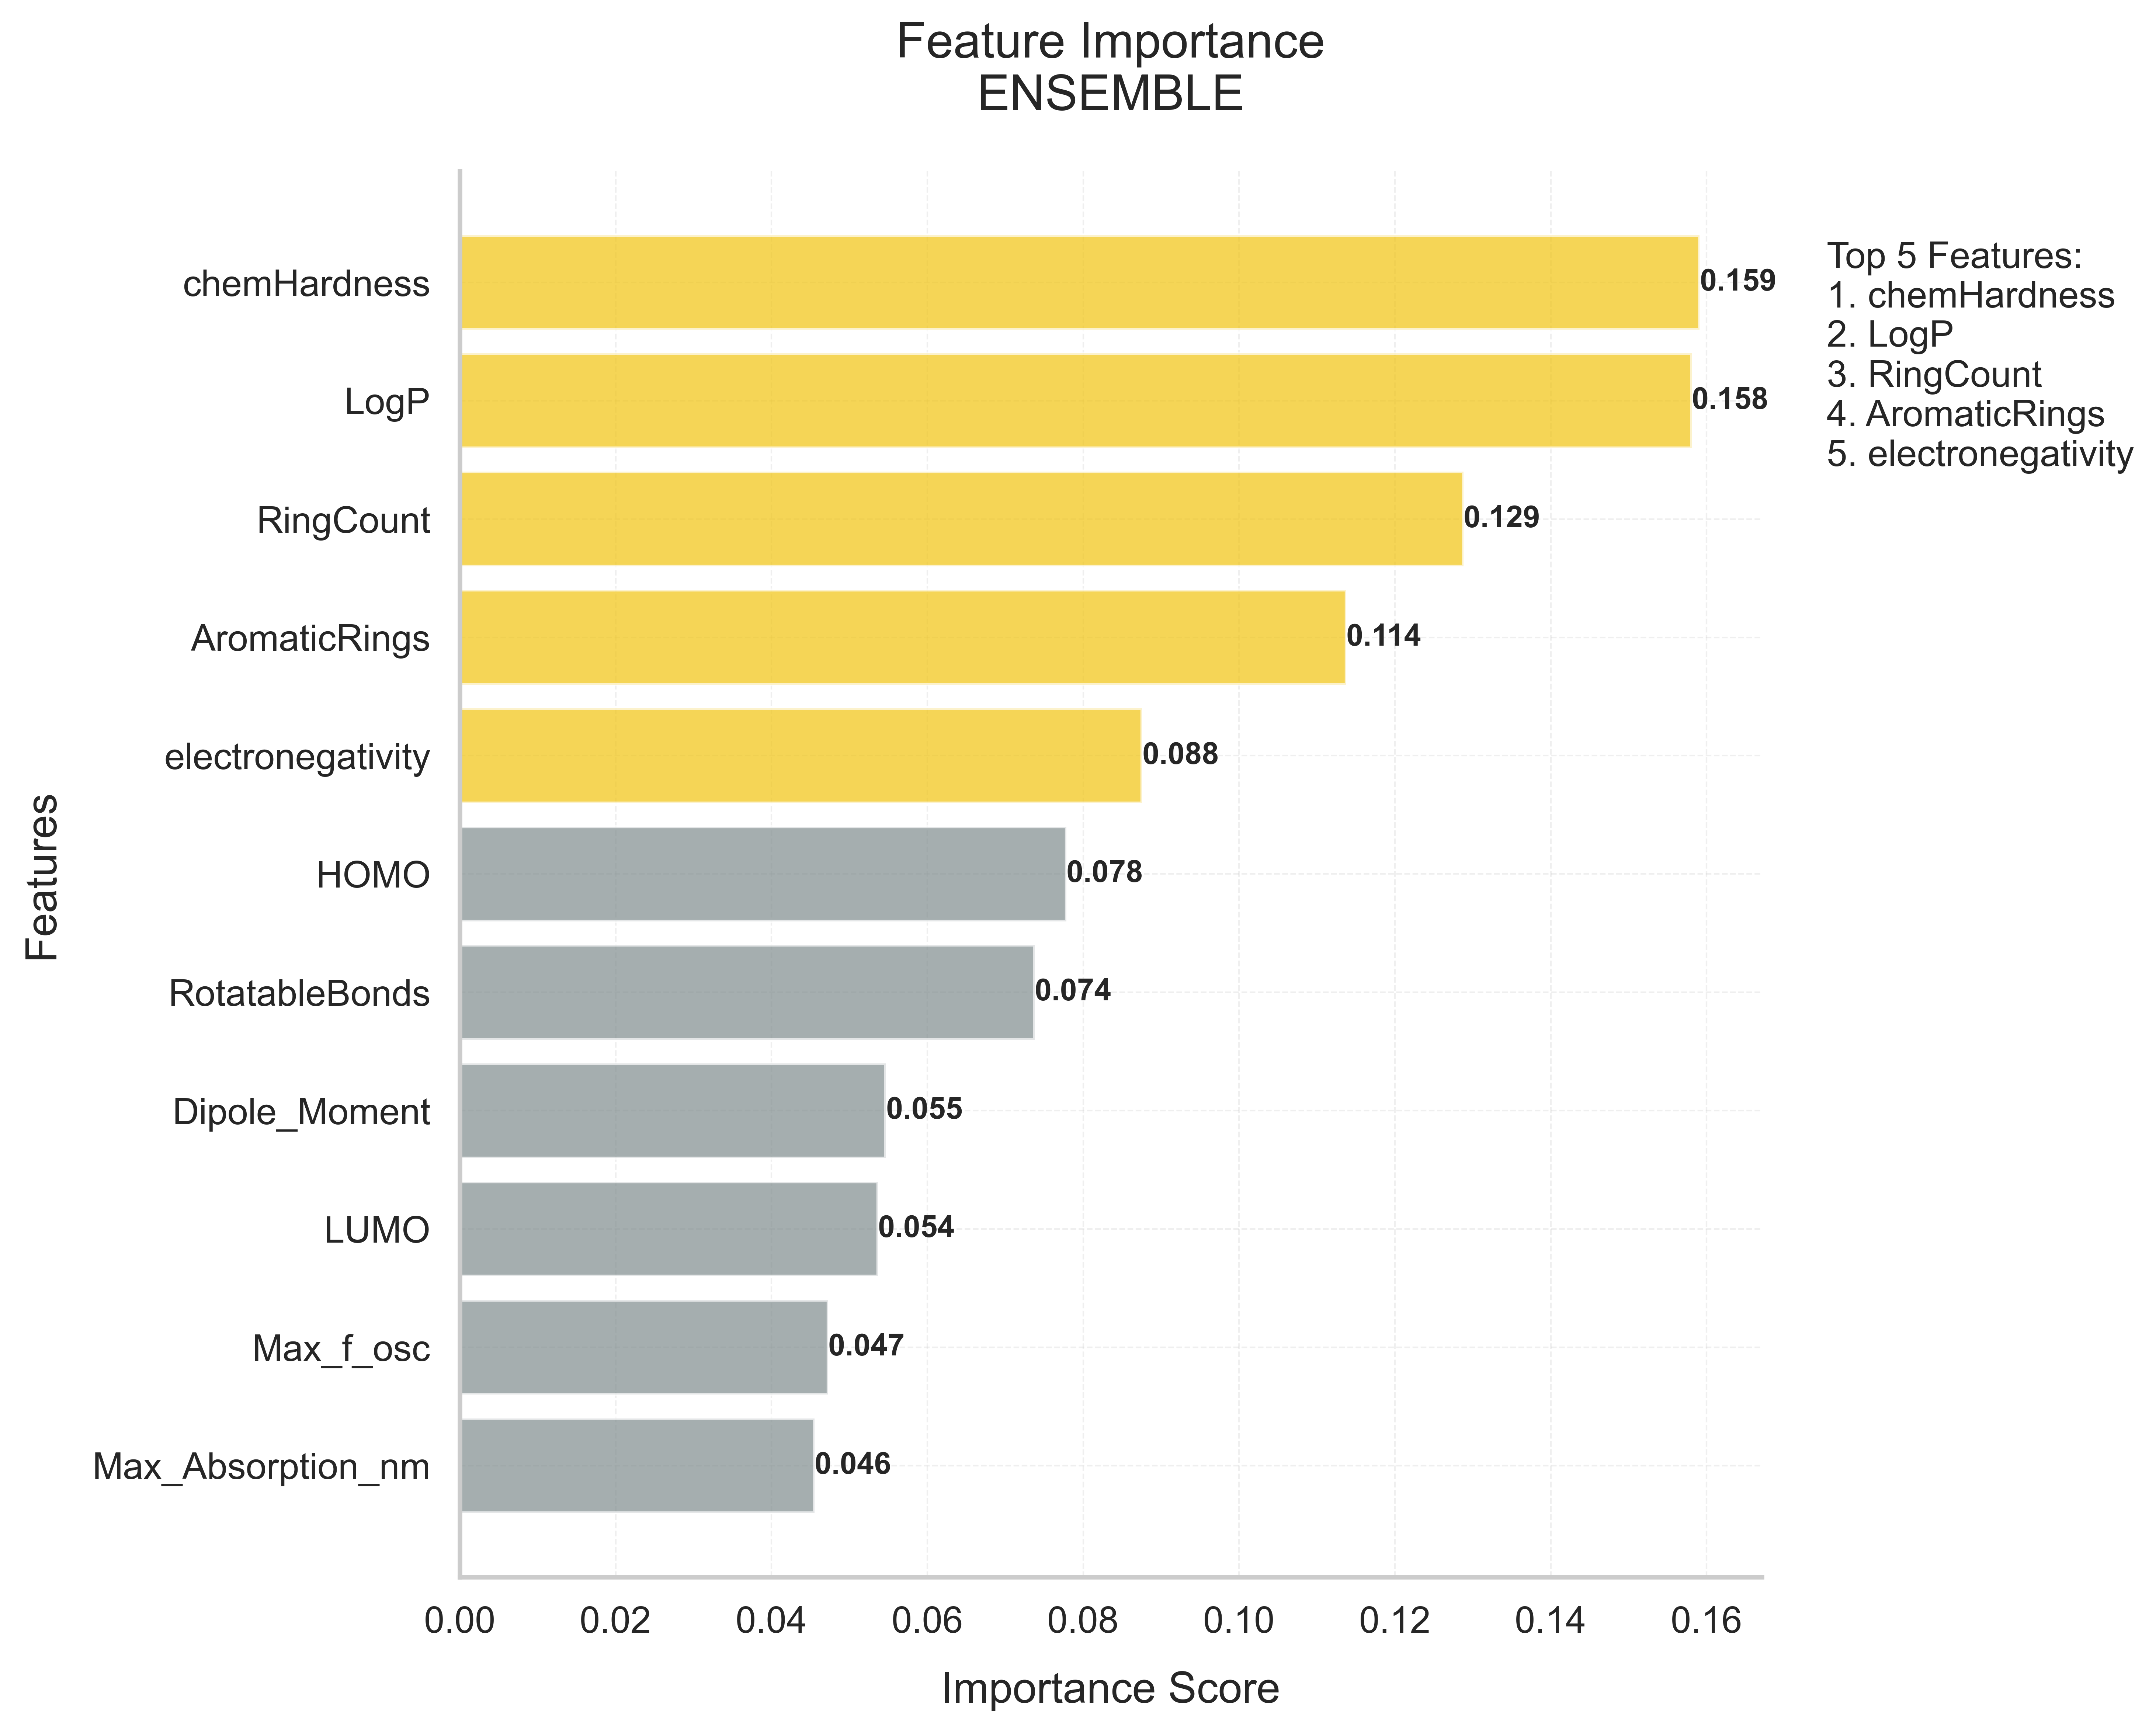 Feature Importance
ENSEMBLE
chemHardness
0.159
LogP
0.158
RingCount
0.129
AromaticRings
0.114
electronegativity
0.088
HOMO
0.078
RotatableBonds
0.074
Dipole_Moment
0.055
LUMO
0.054
Max_f_osc
0.047
Max_Absorption_nm
0.046
Features
0.00 0.02 0.04 0.06 0.08 0.10 0.12 0.14 0.16
Importance Score
Top 5 Features:
1. chemHardness
2. LogP
3. RingCount
4. AromaticRings
5. electronegativity